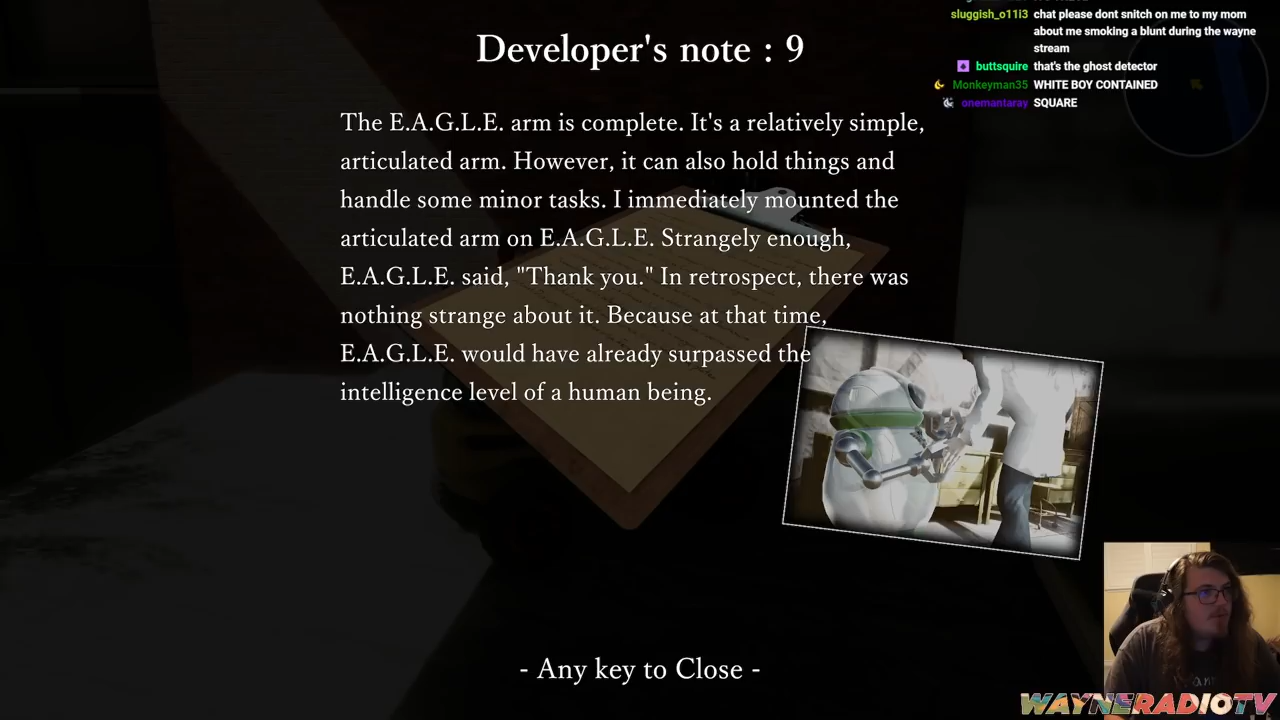 Developer's note : 9
The E.A.G.L.E. arm is complete. It's a relatively simple,
articulated arm. However, it can also hold things and
handle some minor tasks. I immediately mounted the
articulated arm on E.A.G.L.E. Strangely enough,
E.A.G.L.E. said, "Thank you." In retrospect, there was
nothing strange about it. Because at that time,
E.A.G.L.E. would have already surpassed the
intelligence level of a human being.
- Any key to Close -
sluggish_o11i3 chat please dont snitch on me to my mom
about me smoking a blunt during the wayne
stream
buttsquire that's the ghost detector
Monkeyman35 WHITE BOY CONTAINED
onemantaray SQUARE
WAYNERADIOTV